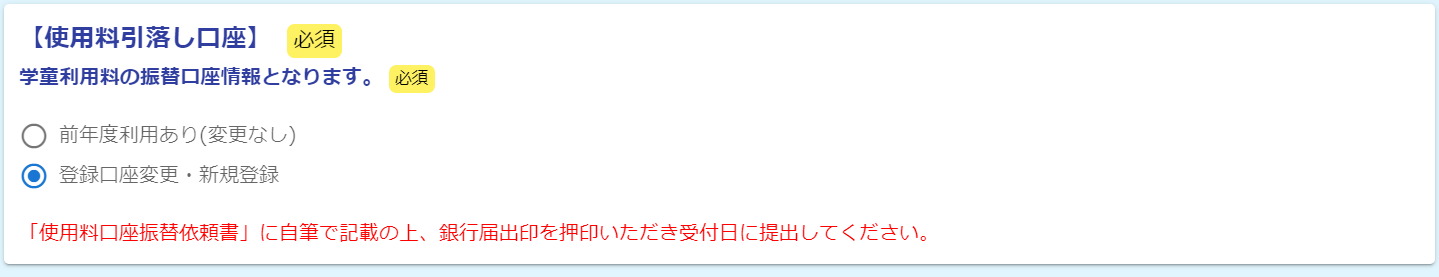 【使用料引落し口座】 必須
学童利用料の振替口座情報となります。 必須
前年度利用あり(変更なし)
登録口座変更・新規登録
「使用料口座振替依頼書」に自筆で記載の上、銀行届出印を押印いただき受付日に提出してください。